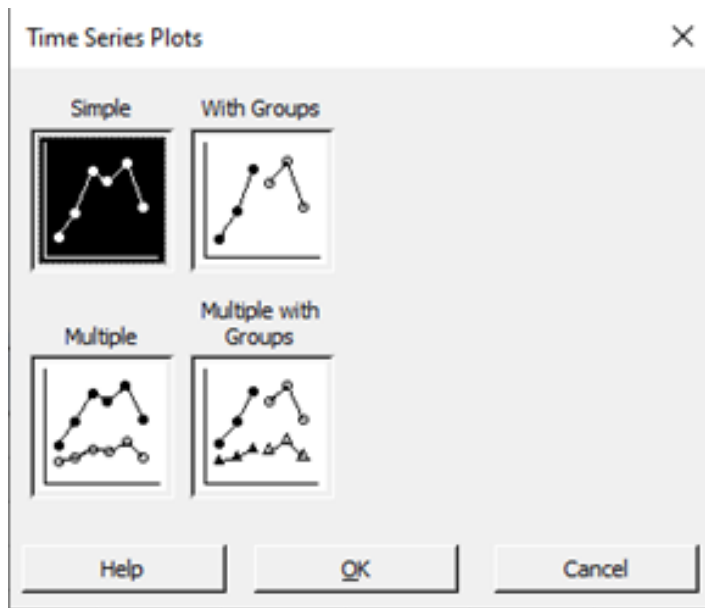 Time Series Plots
Simple
With Groups
Multiple
Multiple with
Groups
Help
OK
Cancel